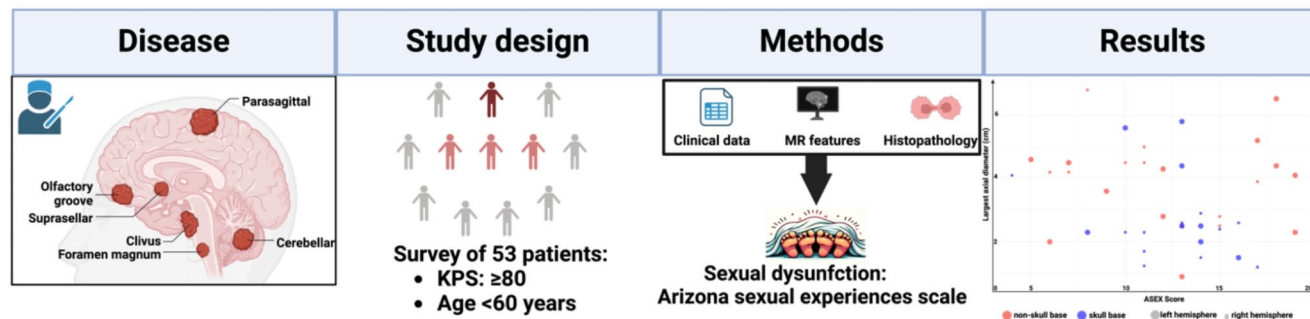 Disease
Study design
Methods
Results
Parasagittal
Olfactory
groove
Suprasellar
Clivus
Foramen magnum
Cerebellar
Survey of 53 patients:
• KPS: ≥80
• Age <60 years
Clinical data
MR features
Histopathology
Sexual dysunfction:
Arizona sexual experiences scale
Largest axial diameter (cm)
6
4
2
0
5
10
15
20
ASEX Score
non-skull base
skull base
left hemisphere
right hemisphere